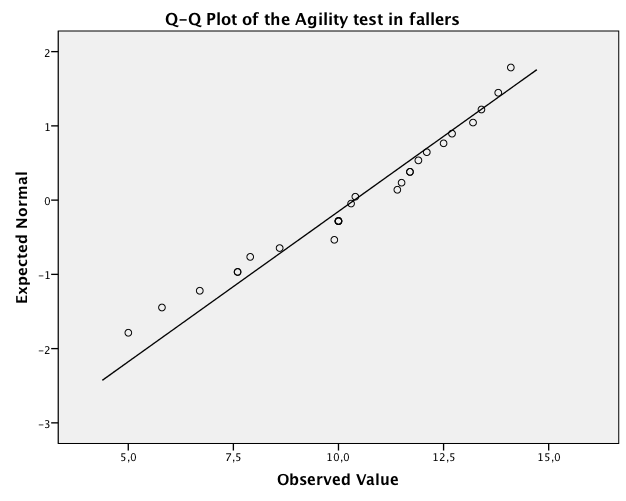 Q-Q Plot of the Agility test in fallers
2
1
0
-1
-2
-3
Expected Normal
5,0 7,5 10,0 12,5 15,0
Observed Value